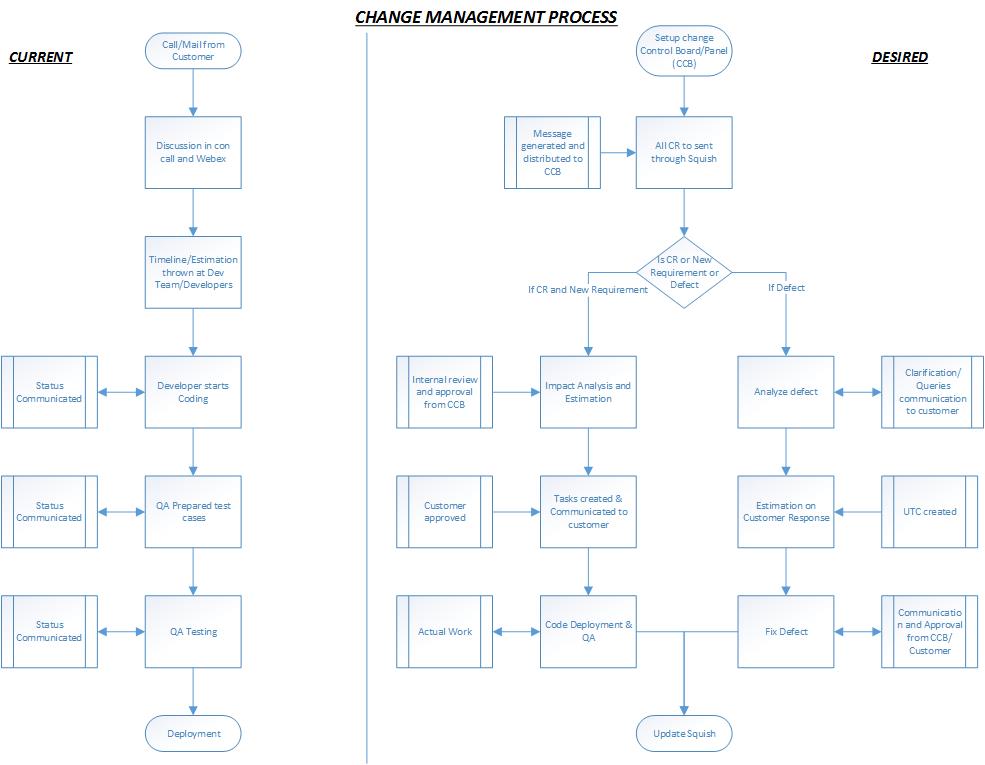 CHANGE MANAGEMENT PROCESS
CURRENT
DESIRED
Call/Mail from
Customer
Discussion in con
call and Webex
Timeline/Estimation
thrown at Dev
Team/Developers
Status
Communicated
Developer starts
Coding
Status
Communicated
QA Prepared test
cases
Status
Communicated
QA Testing
Deployment
Setup change
Control Board/Panel
(CCB)
Message
generated and
distributed to
CCB
All CR to sent
through Squish
Is CR or New
Requirement or
Defect
If CR and New Requirement
If Defect
Internal review
and approval
from CCB
Impact Analysis and
Estimation
Analyze defect
Clarification/
Queries
communication
to customer
Customer
approved
Tasks created &
Communicated to
customer
Estimation on
Customer Response
UTC created
Actual Work
Code Deployment &
QA
Fix Defect
Communicatio
n and Approval
from CCB/
Customer
Update Squish